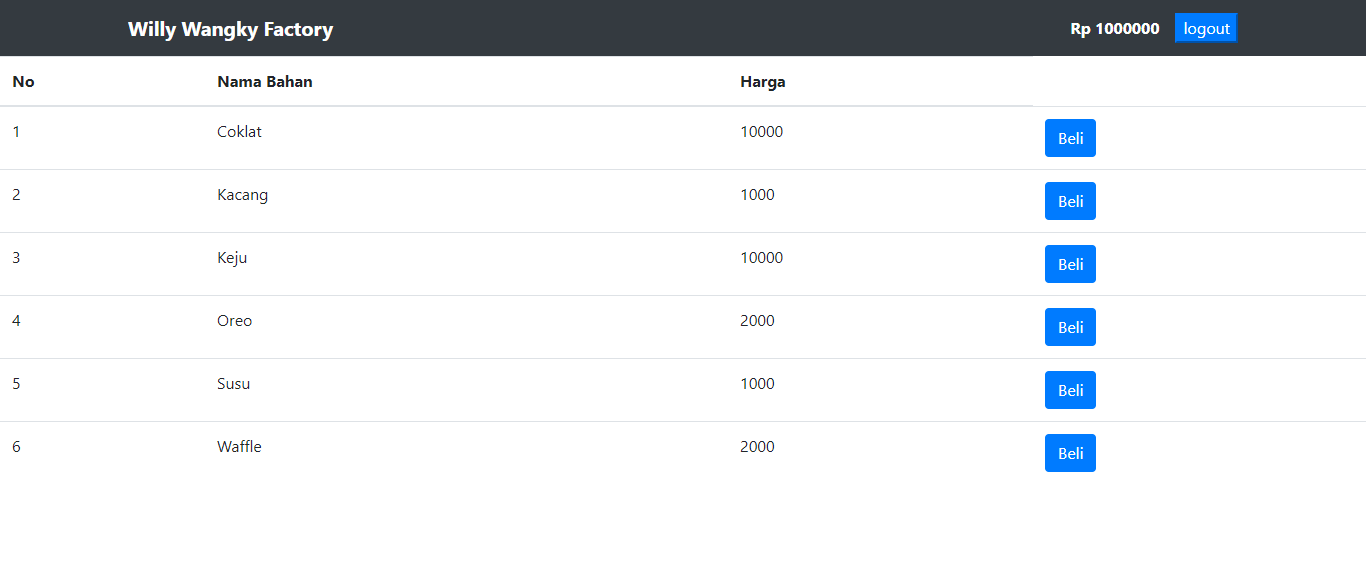 Willy Wangky Factory Rp 1000000 logout
No Nama Bahan Harga
1 Coklat 10000 Beli
2 Kacang 1000 Beli
3 Keju 10000 Beli
4 Oreo 2000 Beli
5 Susu 1000 Beli
6 Waffle 2000 Beli